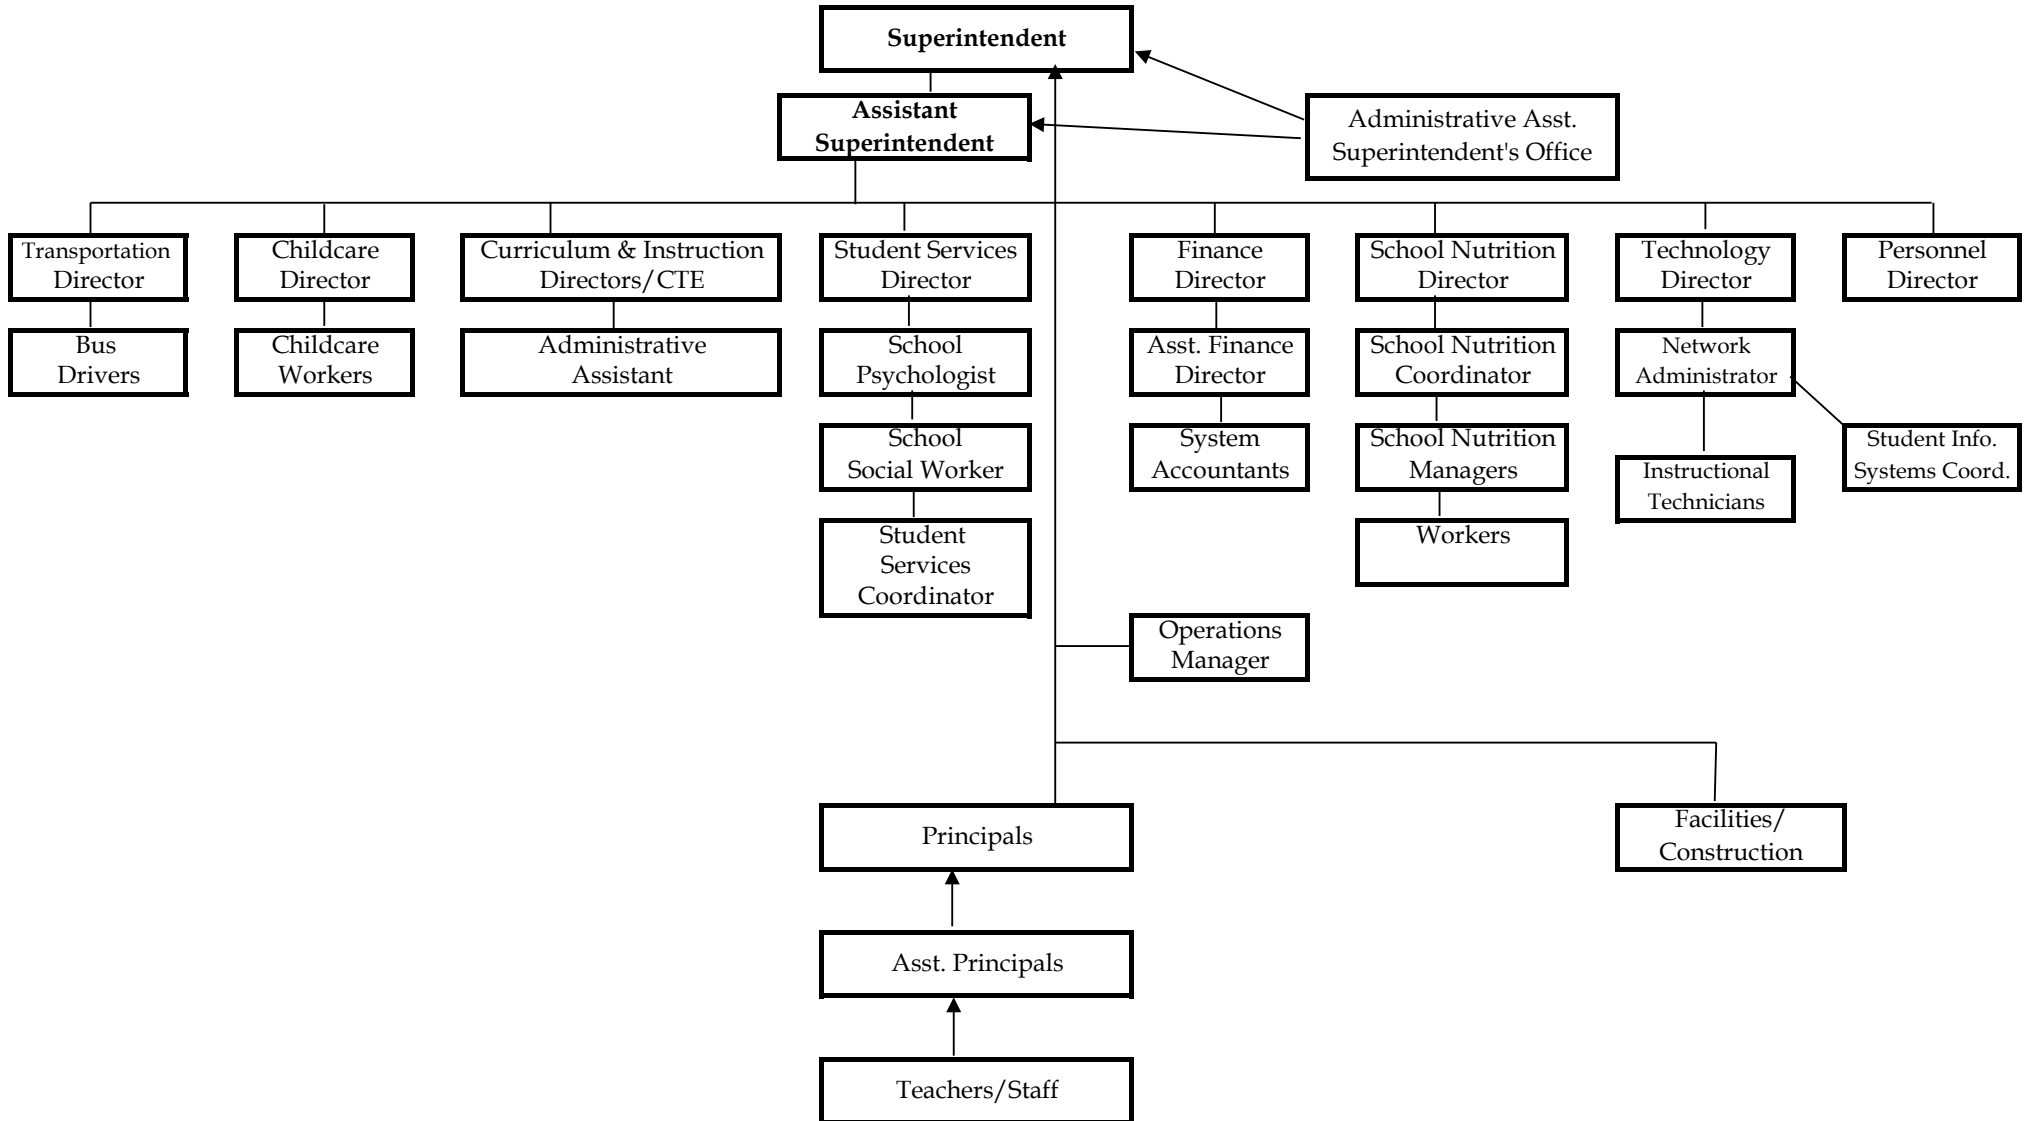 Superintendent
Assistant
Superintendent
Administrative Asst.
Superintendent's Office
Transportation
Director
Childcare
Director
Curriculum & Instruction
Directors/CTE
Student Services
Director
Finance
Director
School Nutrition
Director
Technology
Director
Personnel
Director
Bus
Drivers
Childcare
Workers
Administrative
Assistant
School
Psychologist
Asst. Finance
Director
School Nutrition
Coordinator
Network
Administrator
School
Social Worker
System
Accountants
School Nutrition
Managers
Instructional
Technicians
Student Info.
Systems Coord.
Student
Services
Coordinator
Workers
Operations
Manager
Principals
Facilities/
Construction
Asst. Principals
Teachers/Staff